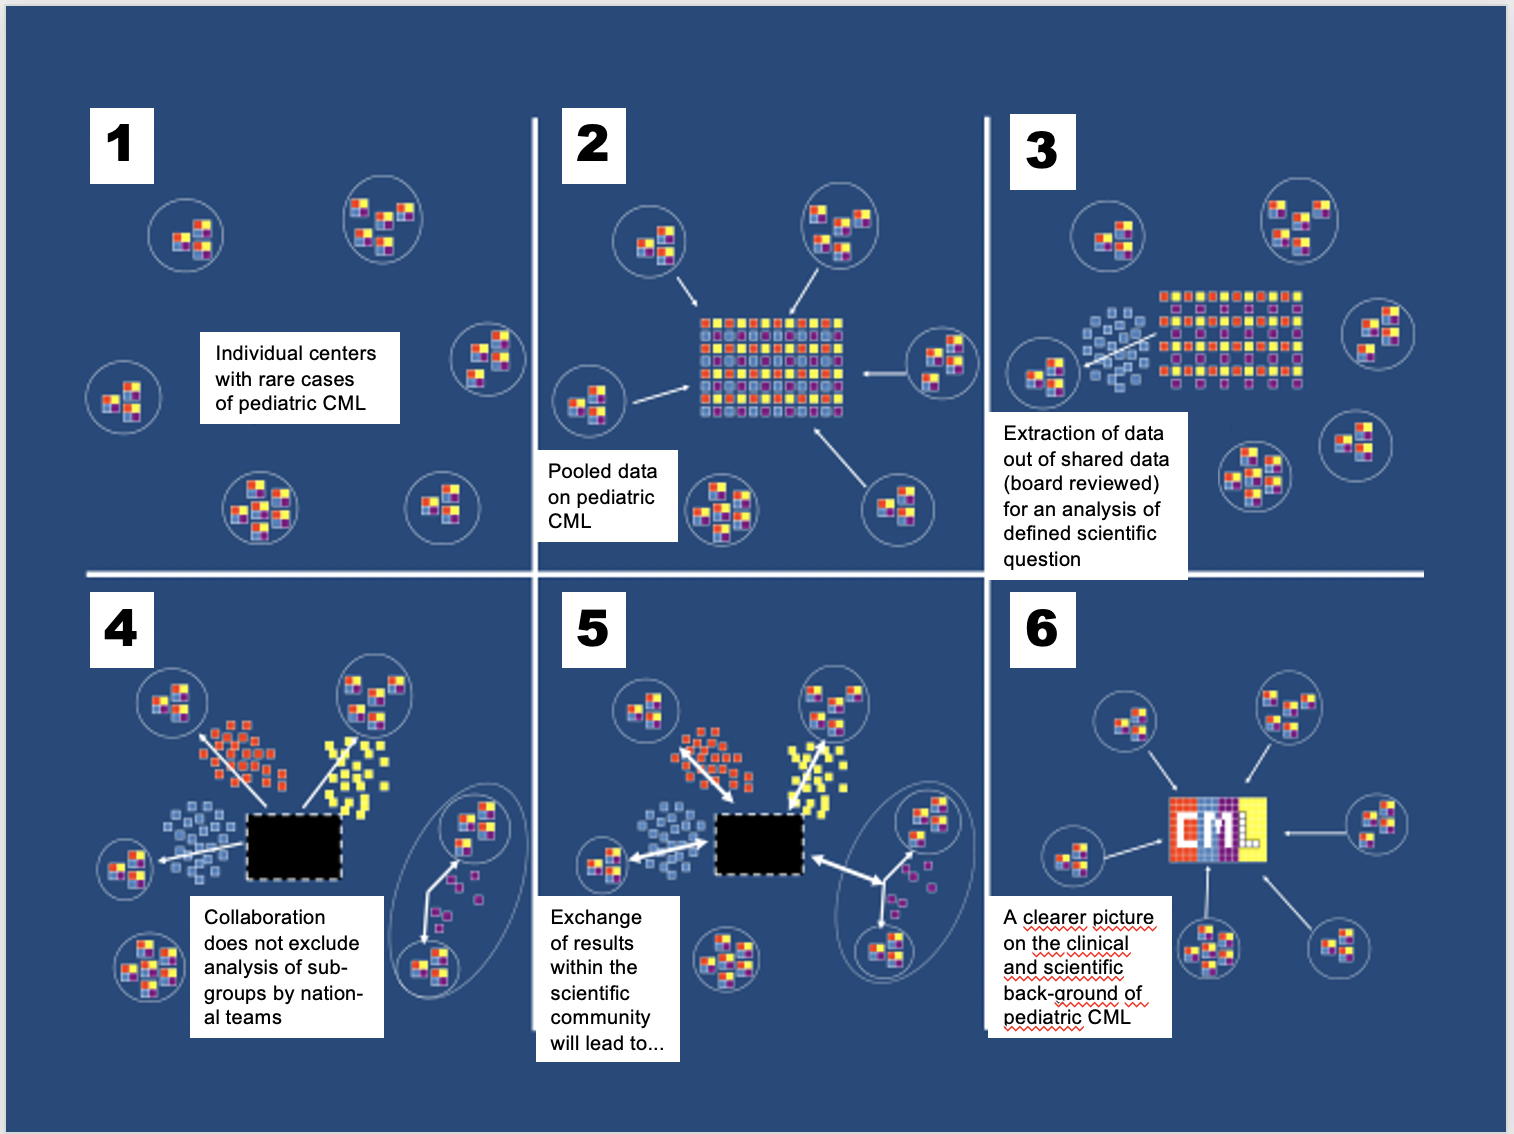 1
Individual centers
with rare cases
of pediatric CML
2
Pooled data
on pediatric
CML
3
Extraction of data
out of shared data
(board reviewed)
for an analysis of
defined scientific
question
4
Collaboration
does not exclude
analysis of sub-
groups by nation-
al teams
5
Exchange
of results
within the
scientific
community
will lead to...
6
CML
A clearer picture
on the clinical
and scientific
back-ground of
pediatric CML